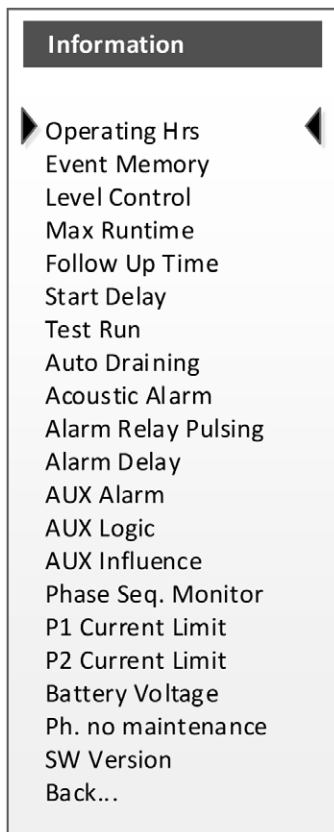 Information
Operating Hrs
Event Memory
Level Control
Max Runtime
Follow Up Time
Start Delay
Test Run
Auto Draining
Acoustic Alarm
Alarm Relay Pulsing
Alarm Delay
AUX Alarm
AUX Logic
AUX Influence
Phase Seq. Monitor
P1 Current Limit
P2 Current Limit
Battery Voltage
Ph. no maintenance
SW Version
Back...